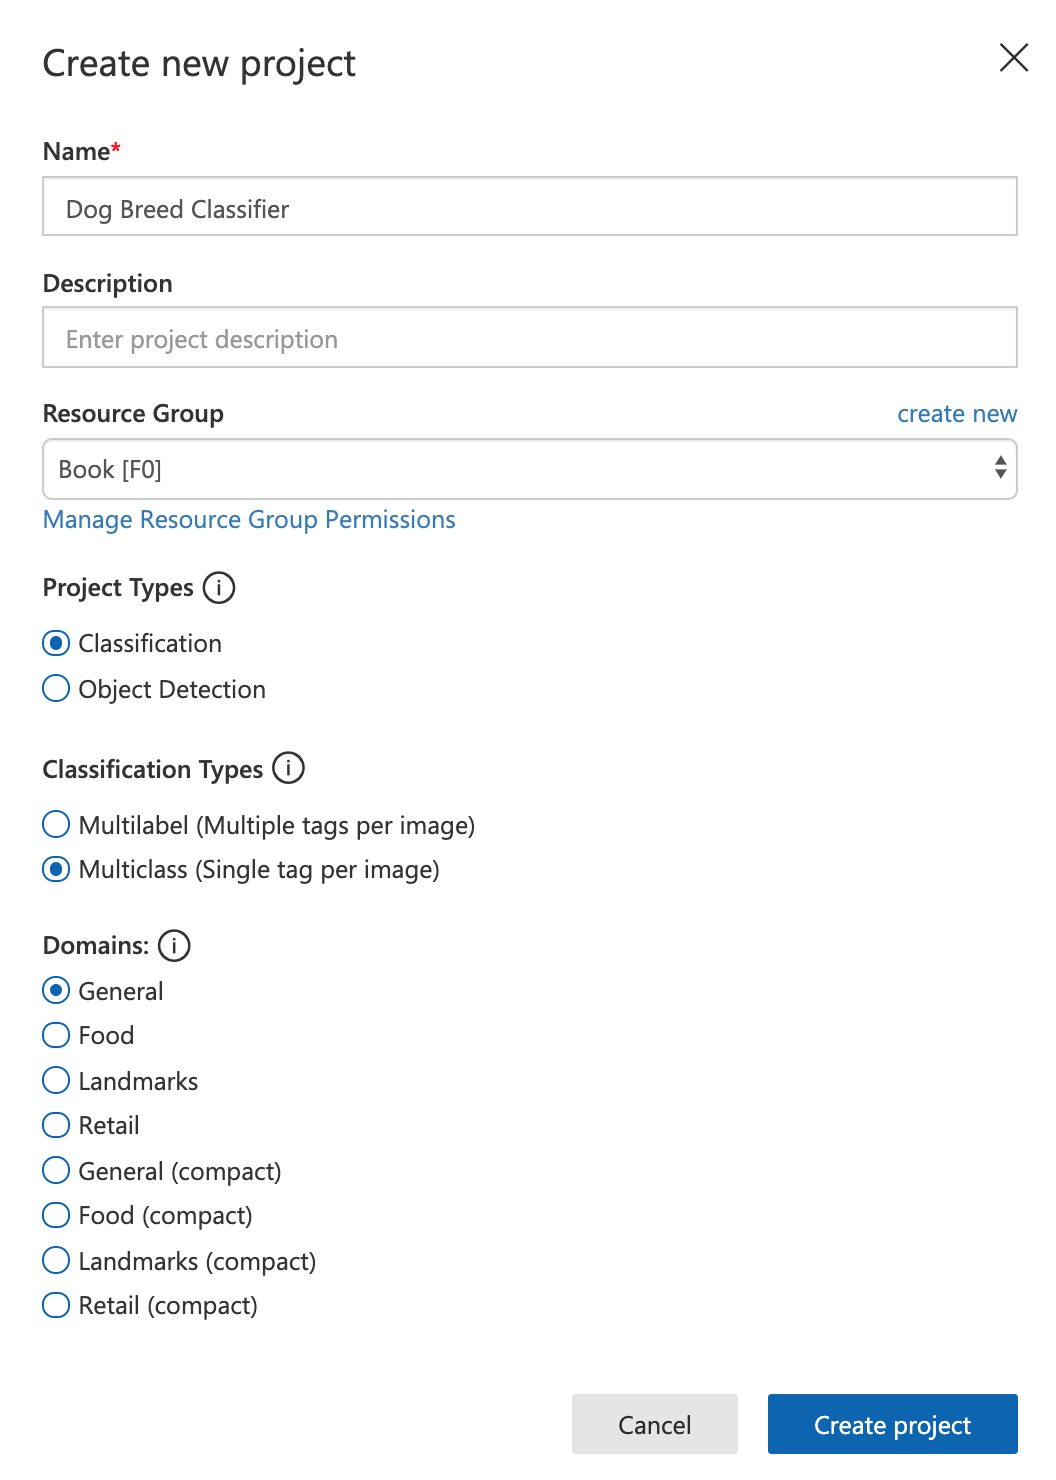 Create new project
Name*
Dog Breed Classifier
Description
Enter project description
Resource Group create new
Book [F0]
Manage Resource Group Permissions
Project Types
Classification
Object Detection
Classification Types
Multilabel (Multiple tags per image)
Multiclass (Single tag per image)
Domains:
General
Food
Landmarks
Retail
General (compact)
Food (compact)
Landmarks (compact)
Retail (compact)
Cancel Create project